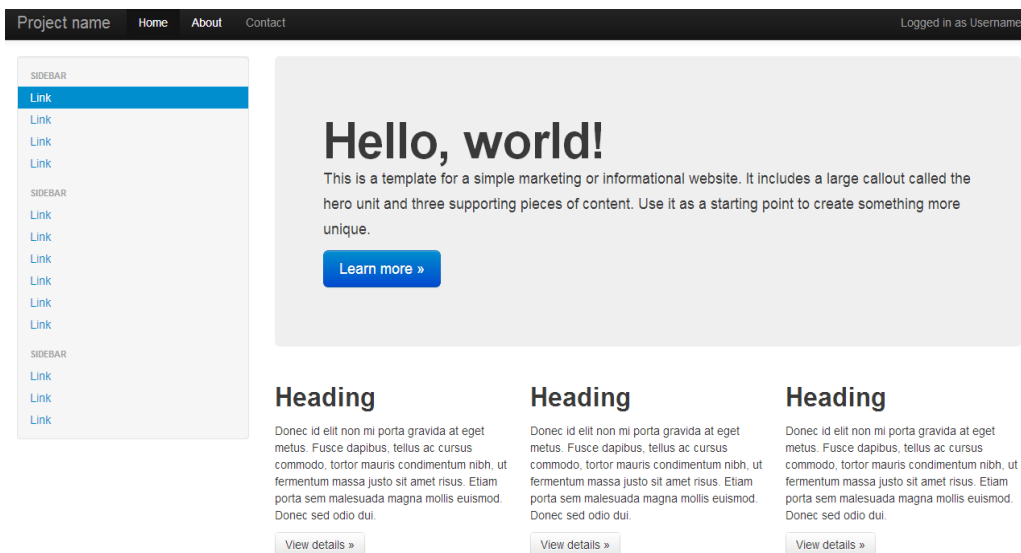 Project name Home About Contact Logged in as Username
SIDEBAR
Link
Link
Link
Link
SIDEBAR
Link
Link
Link
Link
Link
Link
SIDEBAR
Link
Link
Link
Hello, world!
This is a template for a simple marketing or informational website. It includes a large callout called the
hero unit and three supporting pieces of content. Use it as a starting point to create something more
unique.
Learn more »
Heading
Donec id elit non mi porta gravida at eget
metus. Fusce dapibus, tellus ac cursus
commodo, tortor mauris condimentum nibh, ut
fermentum massa justo sit amet risus. Etiam
porta sem malesuada magna mollis euismod.
Donec sed odio dui.
View details »
Heading
Donec id elit non mi porta gravida at eget
metus. Fusce dapibus, tellus ac cursus
commodo, tortor mauris condimentum nibh, ut
fermentum massa justo sit amet risus. Etiam
porta sem malesuada magna mollis euismod.
Donec sed odio dui.
View details »
Heading
Donec id elit non mi porta gravida at eget
metus. Fusce dapibus, tellus ac cursus
commodo, tortor mauris condimentum nibh, ut
fermentum massa justo sit amet risus. Etiam
porta sem malesuada magna mollis euismod.
Donec sed odio dui.
View details »